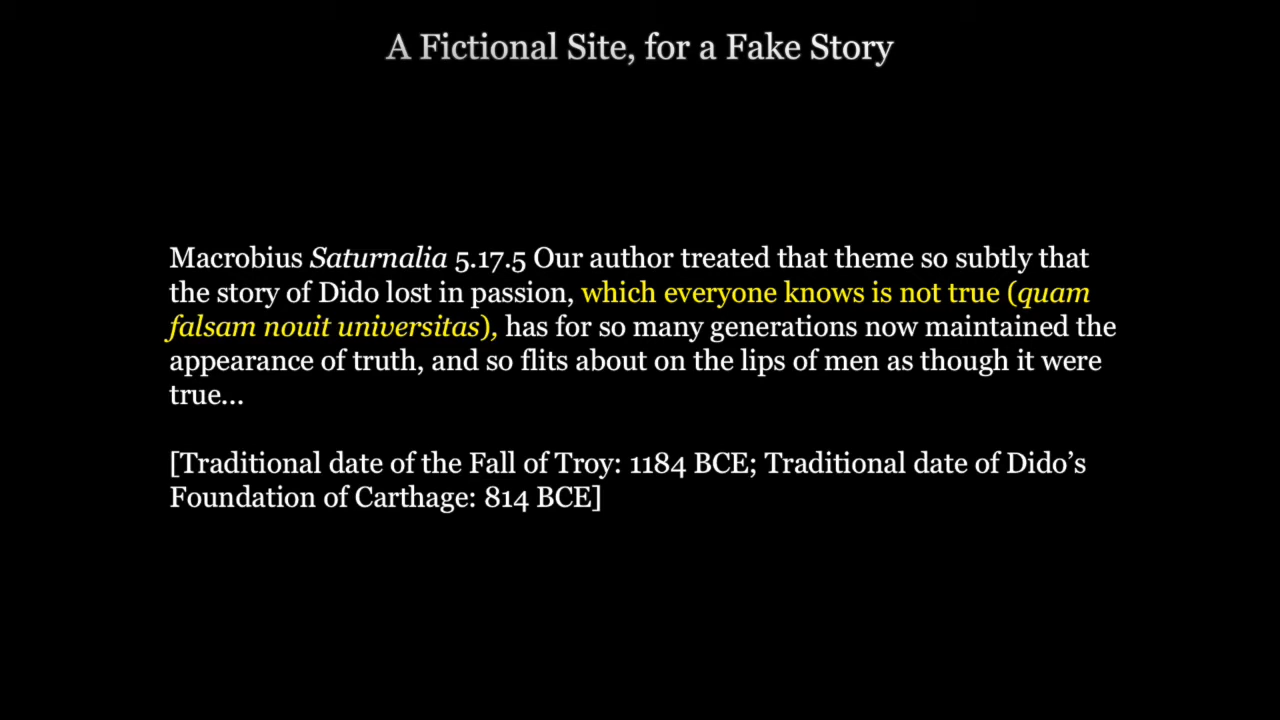 A Fictional Site, for a Fake Story
Macrobius Saturnalia 5.17.5 Our author treated that theme so subtly that
the story of Dido lost in passion, which everyone knows is not true (quam
falsam nouit universitas), has for so many generations now maintained the
appearance of truth, and so flits about on the lips of men as though it were
true...
[Traditional date of the Fall of Troy: 1184 BCE; Traditional date of Dido’s
Foundation of Carthage: 814 BCE]